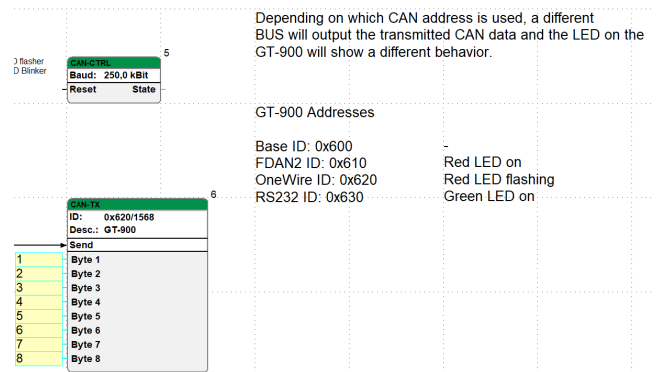 Depending on which CAN address is used, a different
BUS will output the transmitted CAN data and the LED on the
GT-900 will show a different behavior.
flasher
D Blinker
5
CAN-CTRL
Baud: 250,0 kBit
Reset State
GT-900 Addresses
Base ID: 0x600 -
FDAN2 ID: 0x610 Red LED on
OneWire ID: 0x620 Red LED flashing
RS232 ID: 0x630 Green LED on
6
CAN-TX
ID: 0x620/1568
Desc.: GT-900
Send
1 Byte 1
2 Byte 2
3 Byte 3
4 Byte 4
5 Byte 5
6 Byte 6
7 Byte 7
8 Byte 8